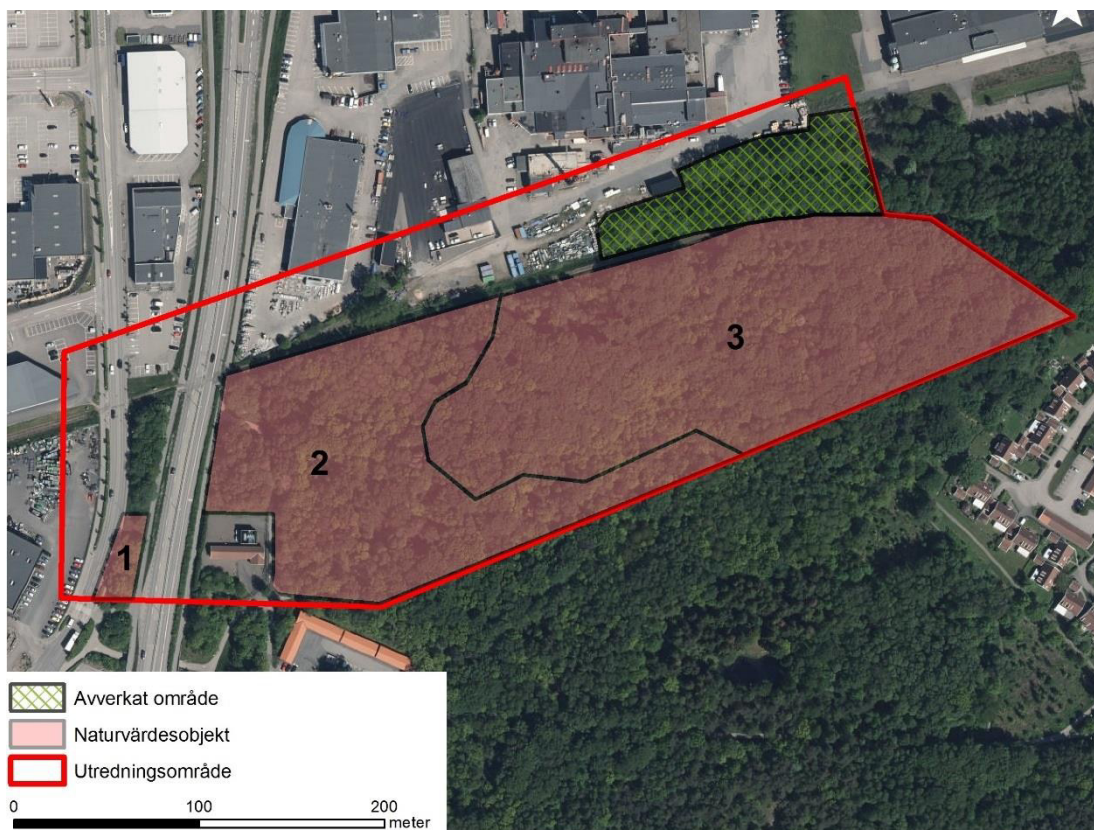 3
2
1
Avverkat område
Naturvärdesobjekt
Utredningsområde
0 100 200
meter